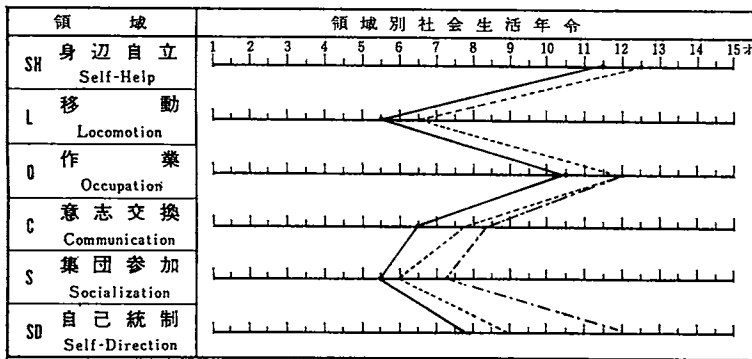 領域 領域別社会生活年令
1 2 3 4 5 6 7 8 9 10 11 12 13 14 15才
SH 身辺自立
Self-Help
L 移動
Locomotion
O 作業
Occupation
C 意志交換
Communication
S 集団参加
Socialization
SD 自己統制
Self-Direction